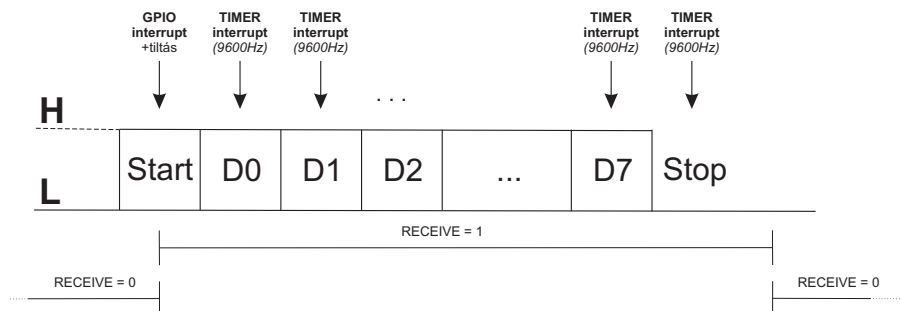 GPIO
interrupt
+tiltás
TIMER
interrupt
(9600Hz)
TIMER
interrupt
(9600Hz)
TIMER
interrupt
(9600Hz)
TIMER
interrupt
(9600Hz)
. . .
H
L
Start D0 D1 D2 ... D7 Stop
RECEIVE = 1
RECEIVE = 0
RECEIVE = 0